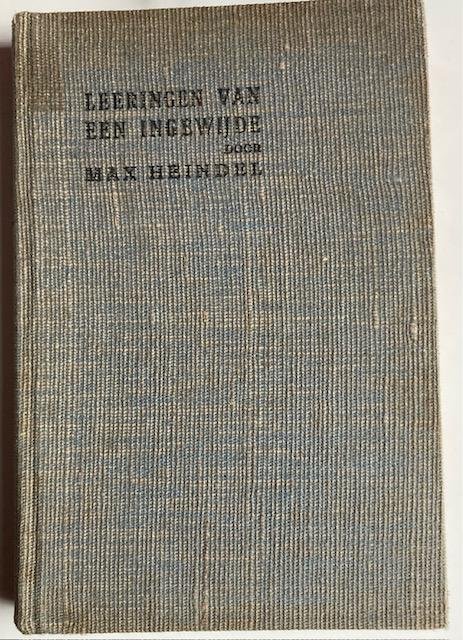 LEERINGEN VAN
EEN INGEWIJDE
DOOR
MAX HEINDEL